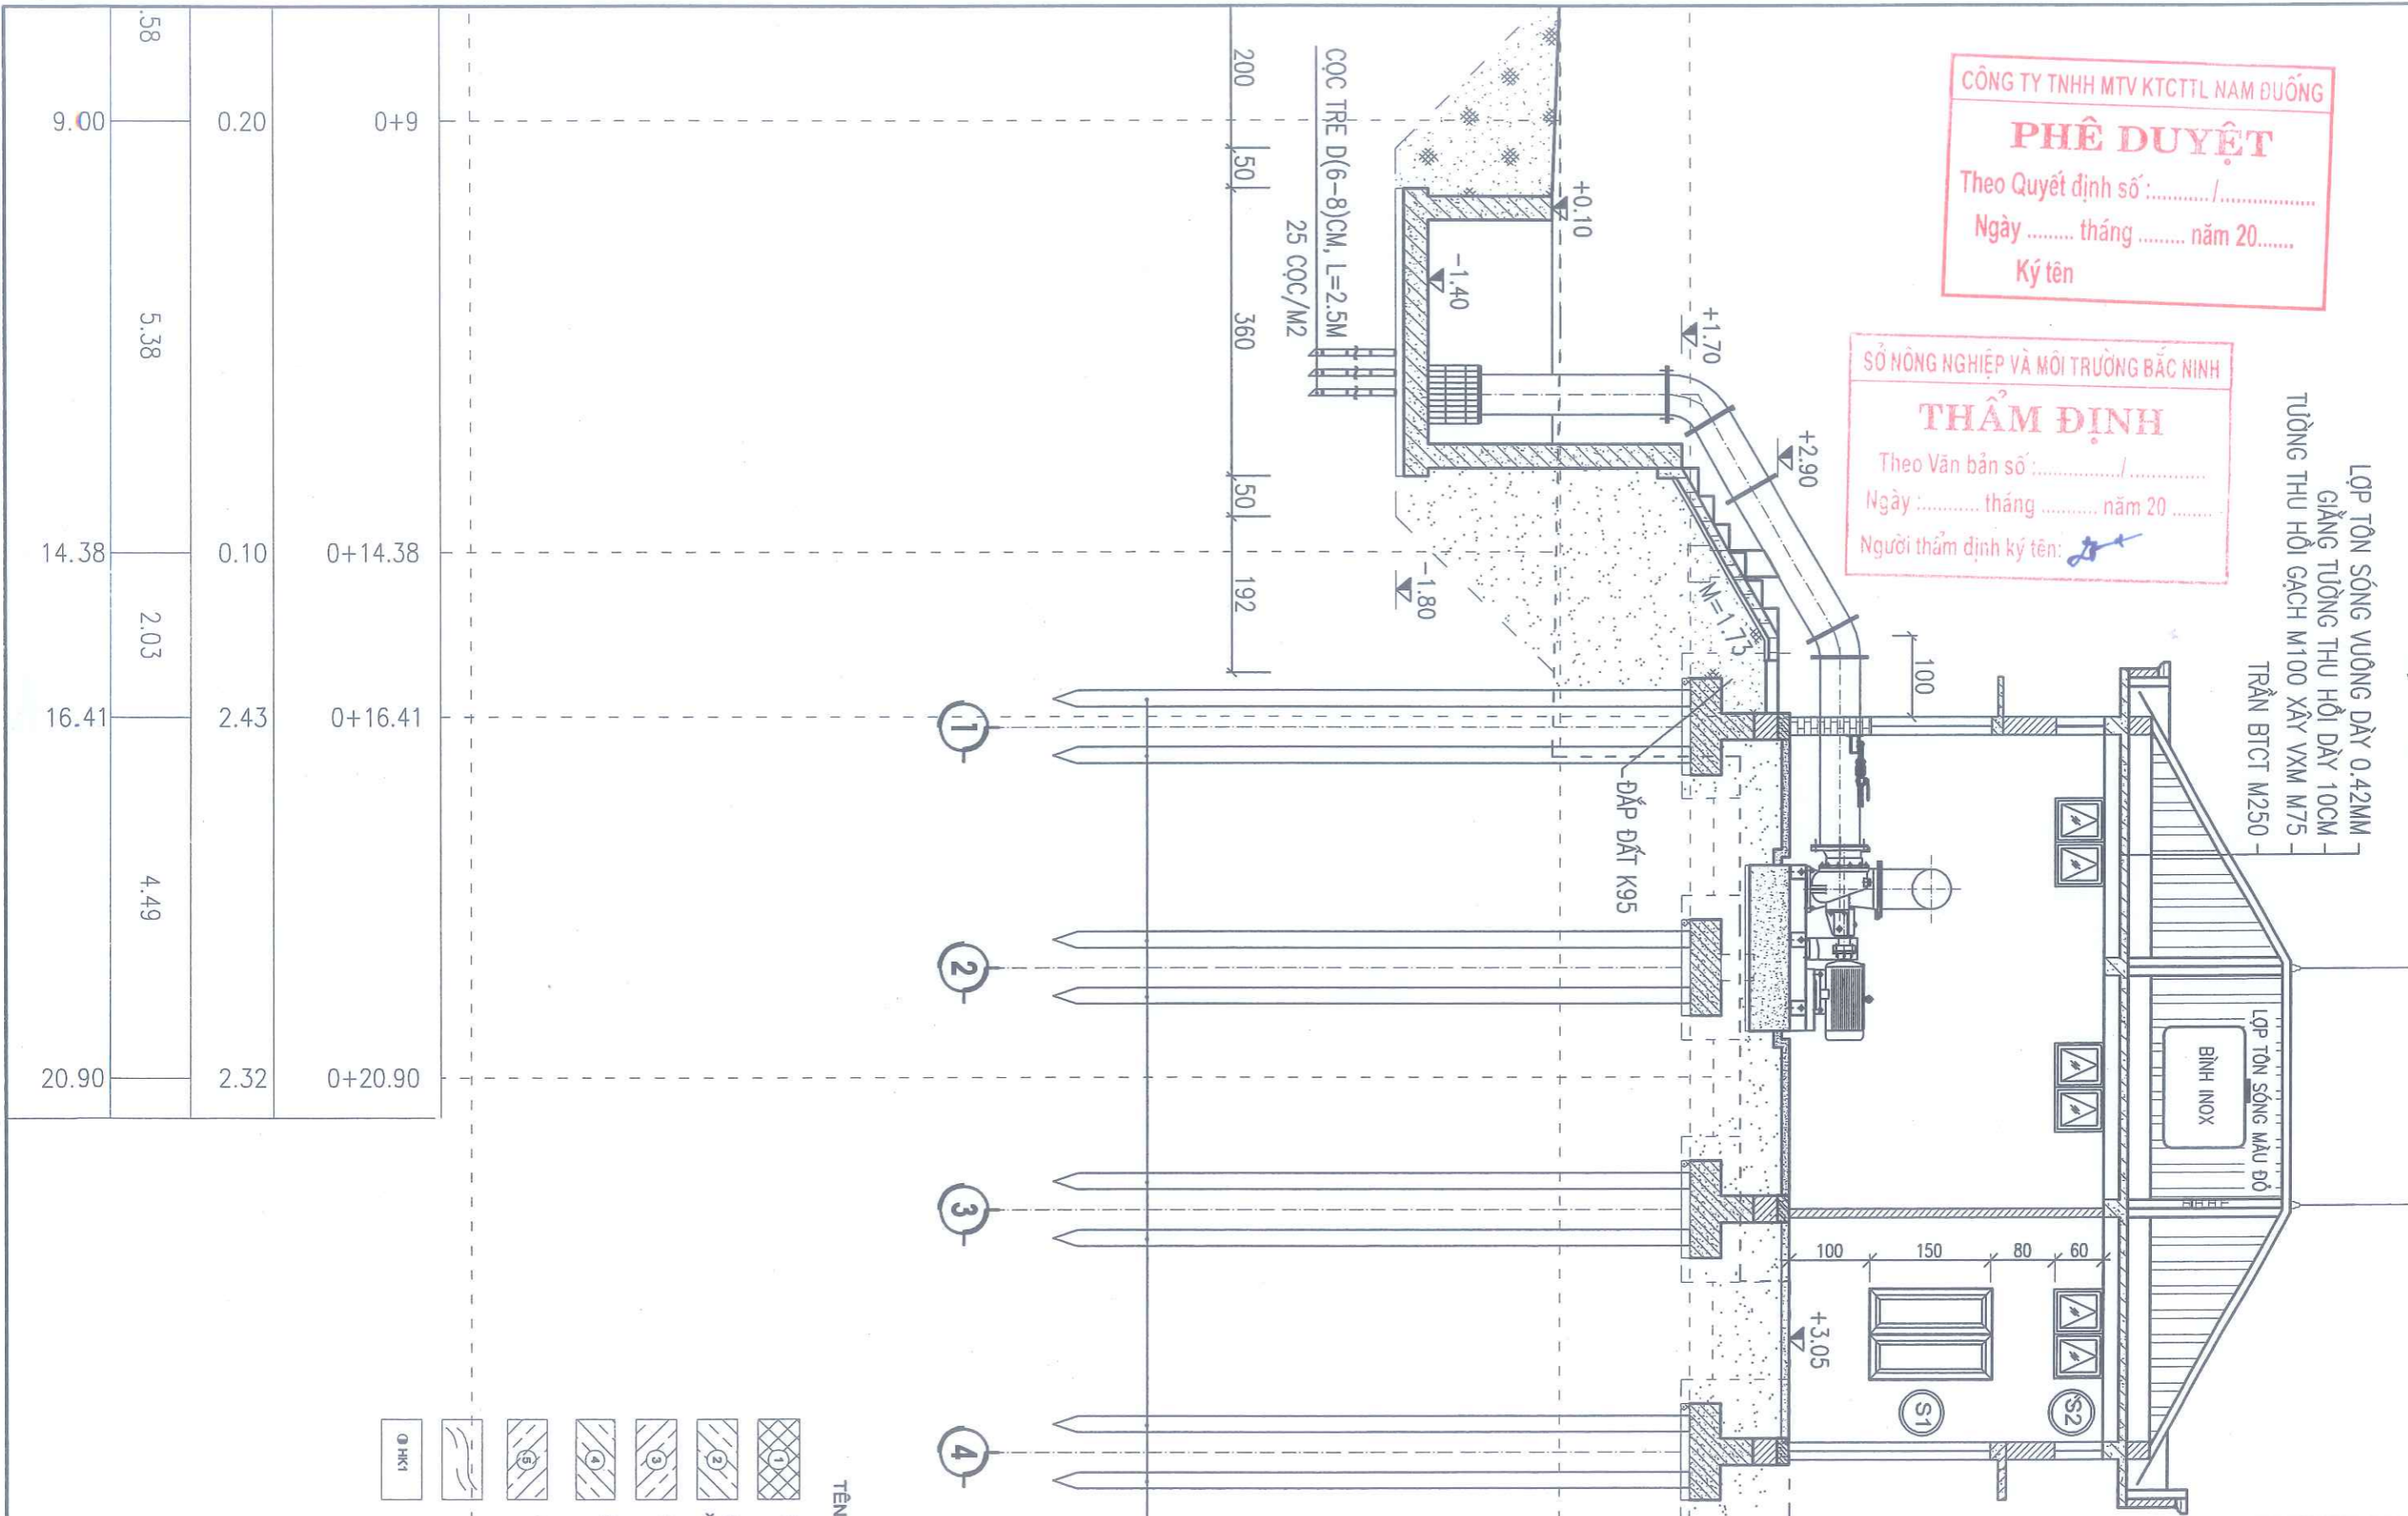 CÔNG TY TNHH MTV KTCTTL NAM ĐUỐNG
PHÊ DUYỆT
Theo Quyết định số:.........../................
Ngày ........ tháng ........ năm 20......
Ký tên
SỞ NÔNG NGHIỆP VÀ MÔI TRƯỜNG BẮC NINH
THẨM ĐỊNH
Theo Văn bản số:............../..............
Ngày :........... tháng .......... năm 20 .......
Người thẩm định ký tên:
LỢP TÔN SÓNG VUÔNG DÀY 0.42MM
GIẰNG TƯỜNG THU HỒI DÀY 10CM
TƯỜNG THU HỒI GẠCH M100 XÂY VXM M75
TRẦN BTCT M250
LỢP TÔN SÓNG MÀU ĐỎ
BÌNH INOX
S2
S1
60
80
150
100
+3.05
100
+2.90
+1.70
M=1.73
ĐẮP ĐẤT K95
+0.10
-1.40
-1.80
CỌC TRE D(6-8)CM, L=2.5M
25 CỌC/M2
200
50
360
50
192
1
2
3
4
TÊN
1
2
3
4
5
HK1
0+9
0+14.38
0+16.41
0+20.90
0.20
0.10
2.43
2.32
.58
5.38
2.03
4.49
9.00
14.38
16.41
20.90